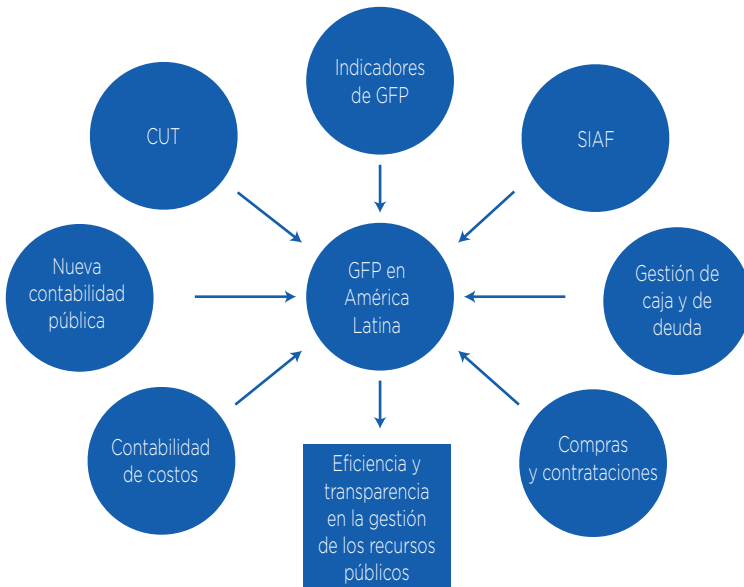 Indicadores
de GFP
CUT
SIAF
Nueva
contabilidad
pública
GFP en
América
Latina
Gestión de
caja y de
deuda
Contabilidad
de costos
Compras
y contrataciones
Eficiencia y
transparencia
en la gestión
de los recursos
públicos